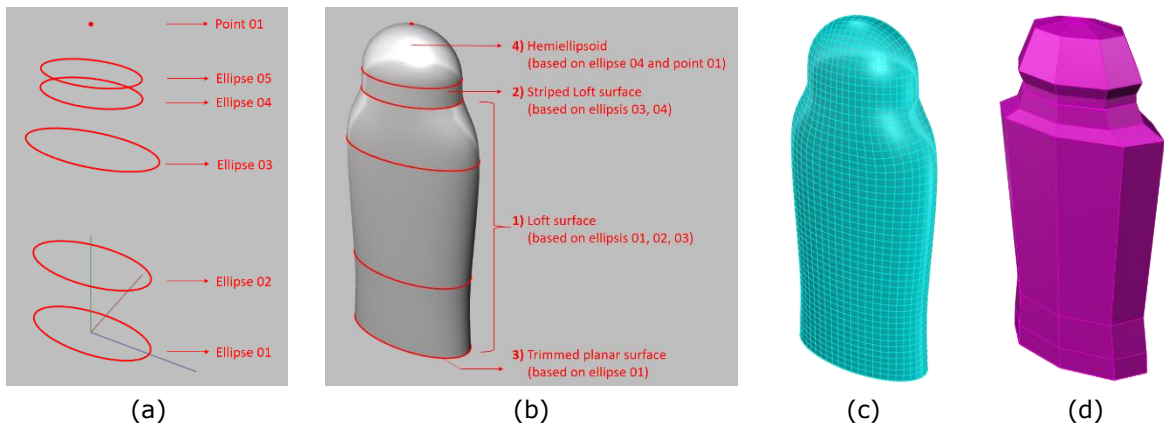 Point 01
Ellipse 05
Ellipse 04
Ellipse 03
Ellipse 02
Ellipse 01
(a)
4) Hemiellipsoid
(based on ellipse 04 and point 01)
2) Striped Loft surface
(based on ellipsis 03, 04)
1) Loft surface
(based on ellipsis 01, 02, 03)
3) Trimmed planar surface
(based on ellipse 01)
(b)
(c)
(d)